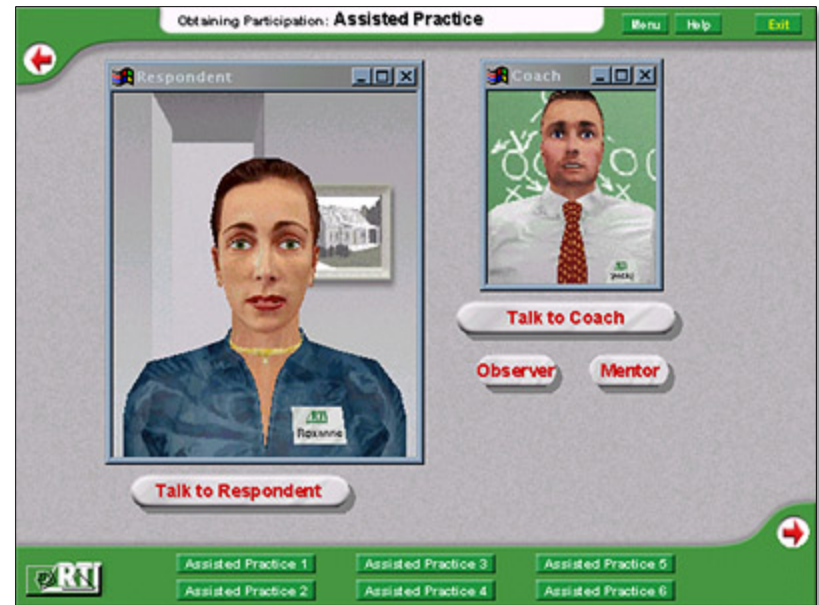 Obtaining Participation: Assisted Practice
Menu
Help
Exit
Respondent
Coach
RTI
Roxanne
Talk to Coach
Observer
Mentor
Talk to Respondent
Assisted Practice 1
Assisted Practice 3
Assisted Practice 5
RTI
Assisted Practice 2
Assisted Practice 4
Assisted Practice 6